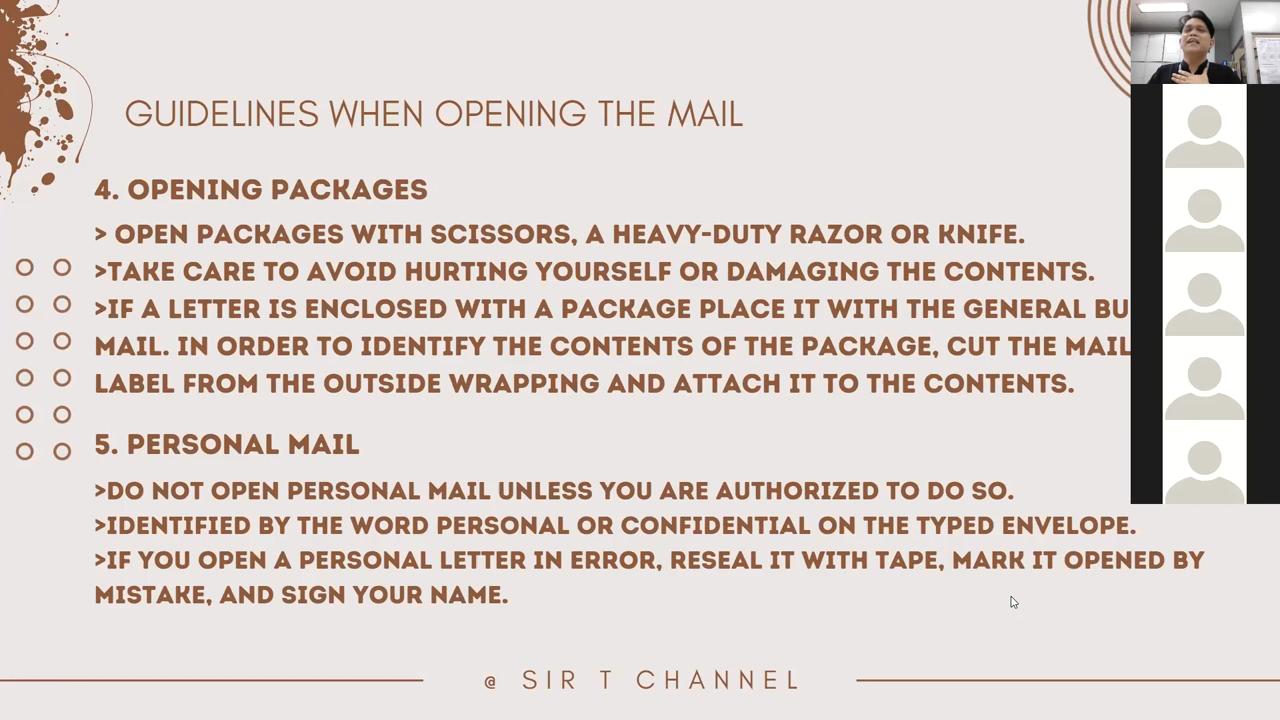 GUIDELINES WHEN OPENING THE MAIL
4. OPENING PACKAGES
> OPEN PACKAGES WITH SCISSORS, A HEAVY-DUTY RAZOR OR KNIFE.
>TAKE CARE TO AVOID HURTING YOURSELF OR DAMAGING THE CONTENTS.
>IF A LETTER IS ENCLOSED WITH A PACKAGE PLACE IT WITH THE GENERAL
MAIL. IN ORDER TO IDENTIFY THE CONTENTS OF THE PACKAGE, CUT THE MAIL
LABEL FROM THE OUTSIDE WRAPPING AND ATTACH IT TO THE CONTENTS.
5. PERSONAL MAIL
>DO NOT OPEN PERSONAL MAIL UNLESS YOU ARE AUTHORIZED TO DO SO.
>IDENTIFIED BY THE WORD PERSONAL OR CONFIDENTIAL ON THE TYPED ENVELOPE.
>IF YOU OPEN A PERSONAL LETTER IN ERROR, RESEAL IT WITH TAPE, MARK IT OPENED BY
MISTAKE, AND SIGN YOUR NAME.
@ SIR T CHANNEL